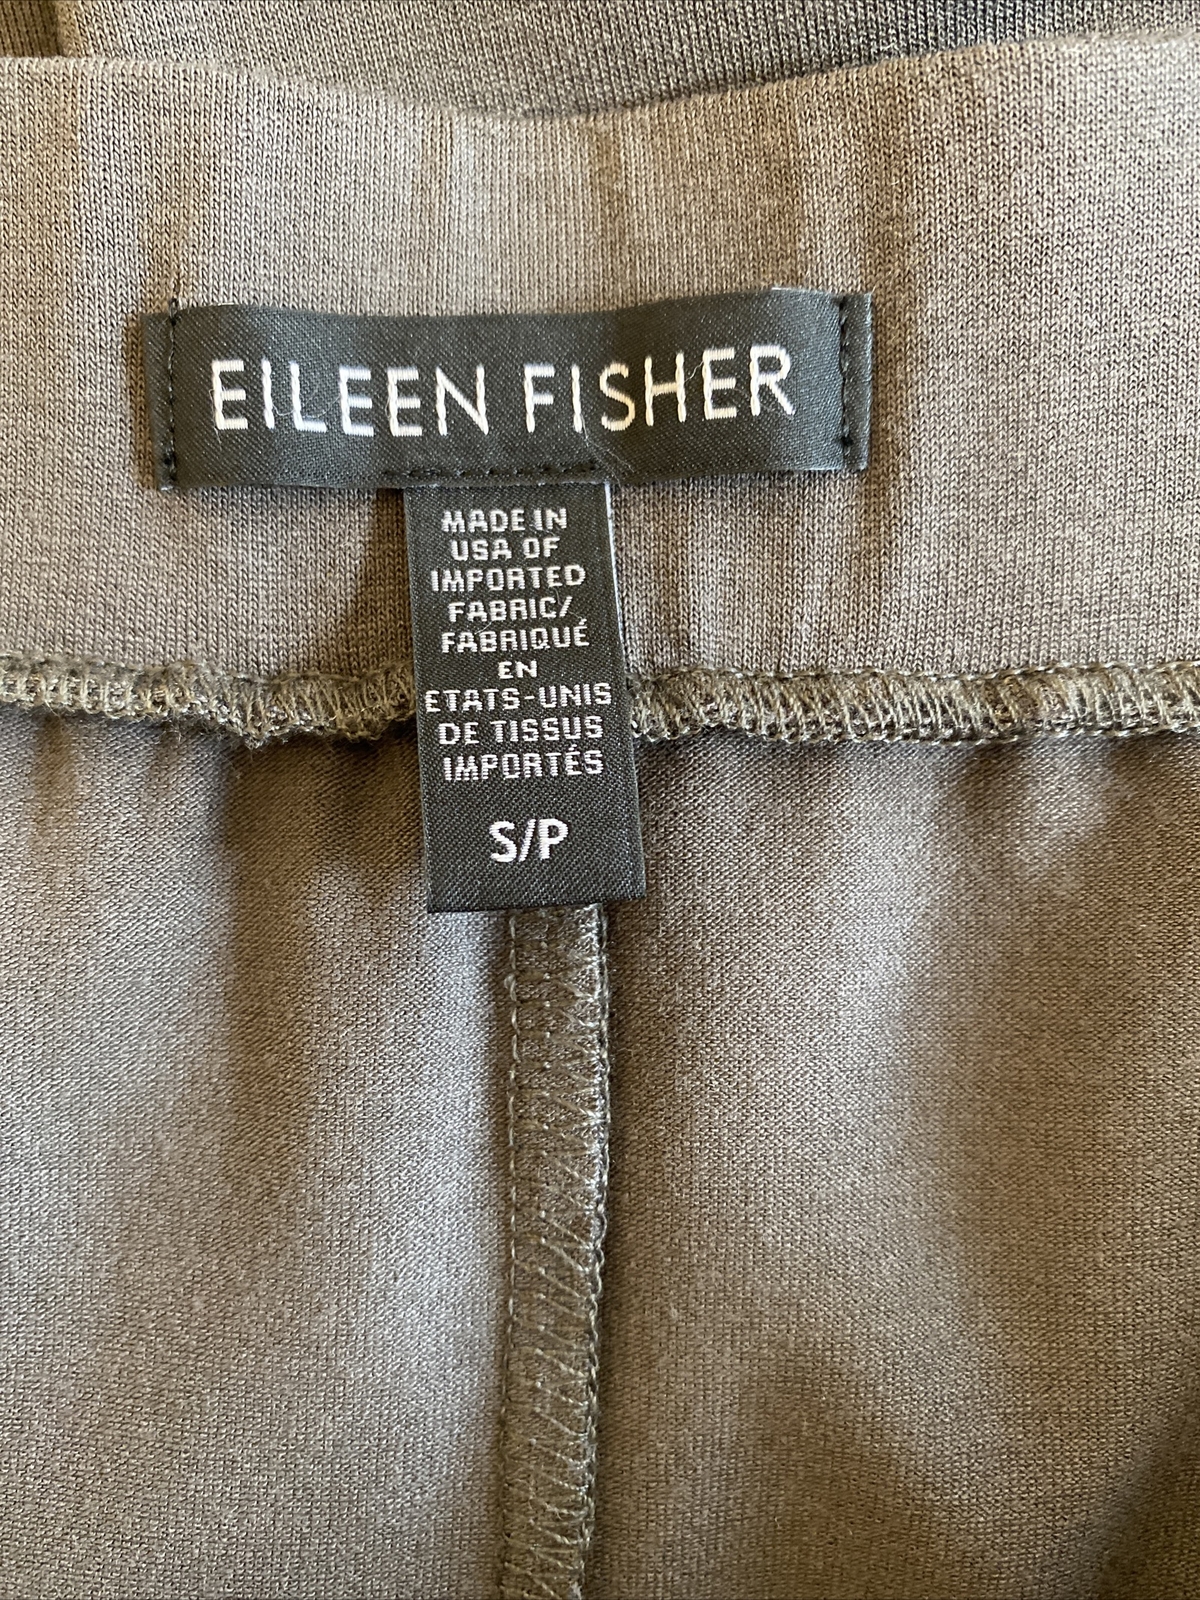 EILEEN FISHER
MADE IN
USA OF
IMPORTED
FABRIC/
FABRIQUÉ
EN
ETATS-UNIS
DE TISSUS
IMPORTÉS
S/P